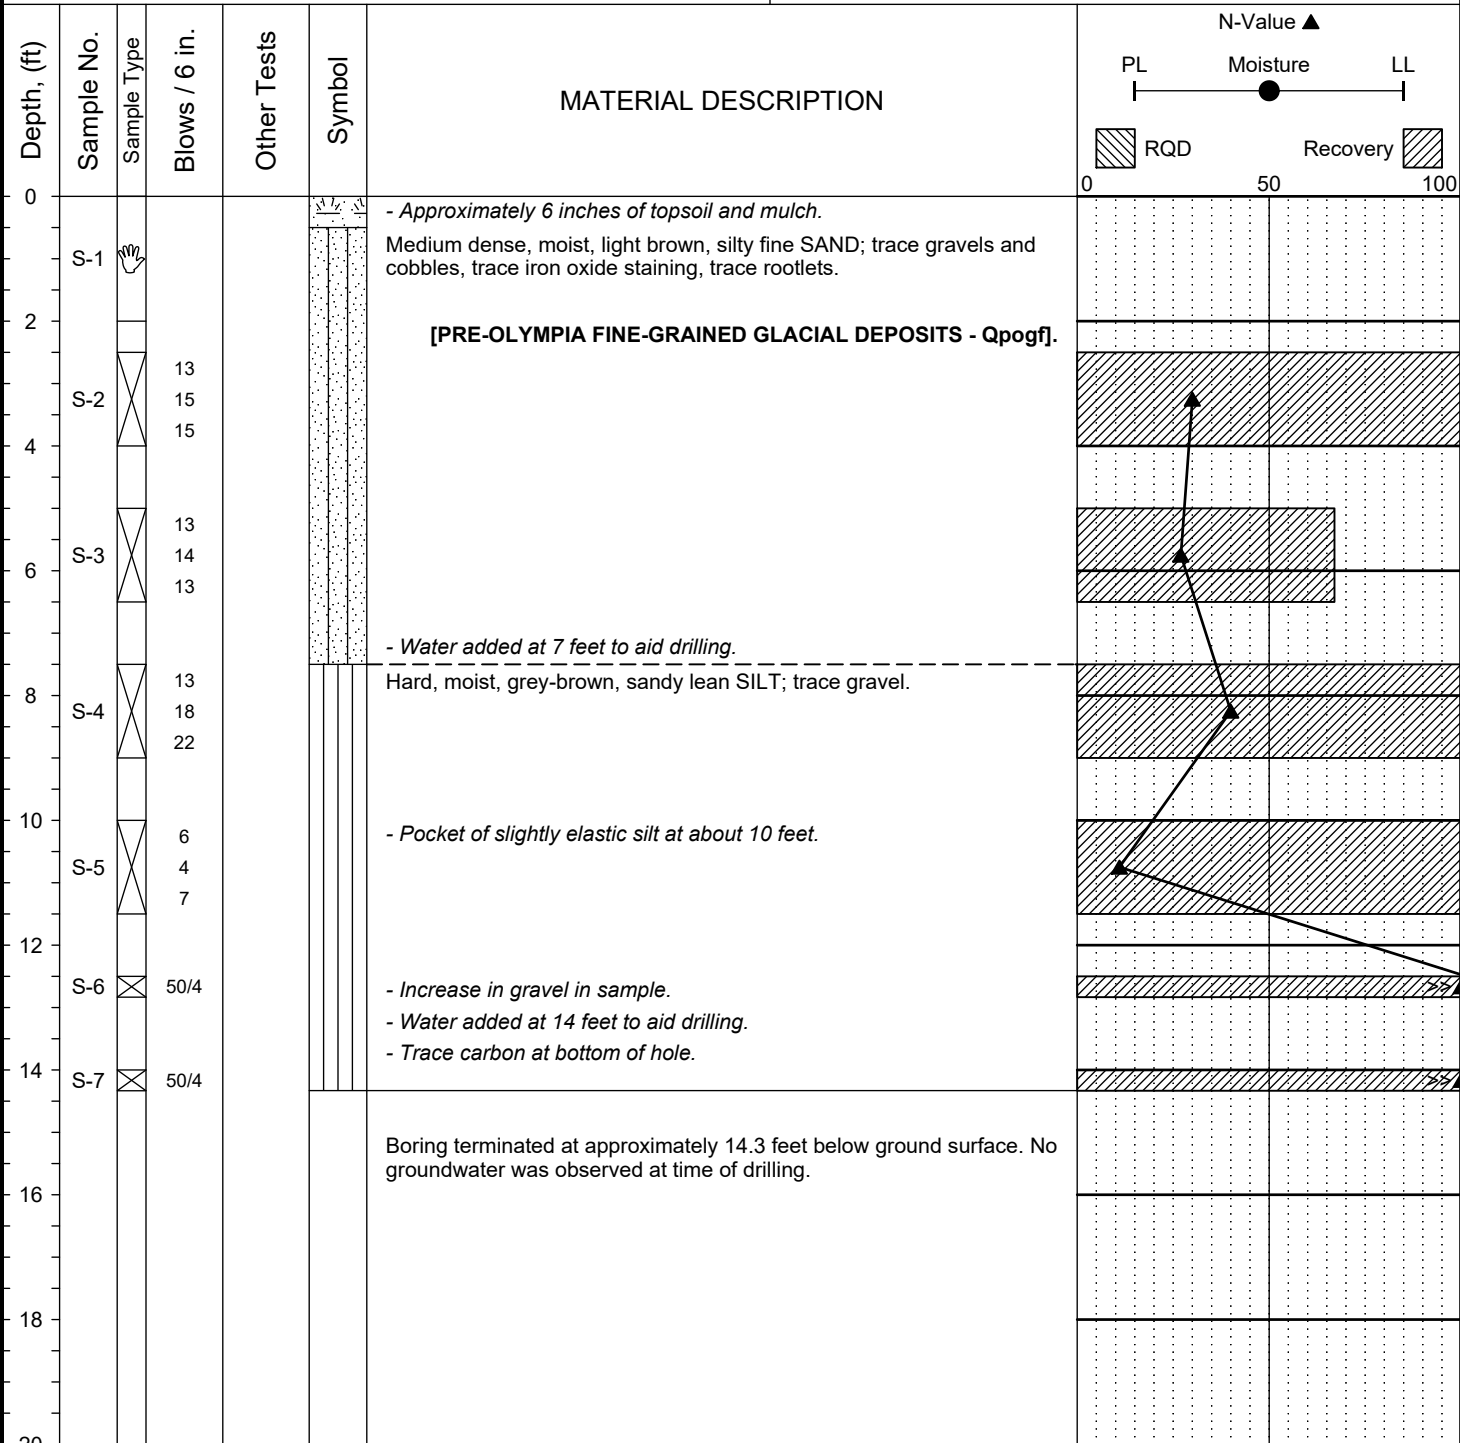 Depth, (ft)
Sample No.
Sample Type
Blows / 6 in.
Other Tests
Symbol
MATERIAL DESCRIPTION
N-Value ▲
PL Moisture LL
RQD Recovery
0 50 100
0
- Approximately 6 inches of topsoil and mulch.
S-1
Medium dense, moist, light brown, silty fine SAND; trace gravels and
cobbles, trace iron oxide staining, trace rootlets.
2
[PRE-OLYMPIA FINE-GRAINED GLACIAL DEPOSITS - Qpogf].
13
S-2 15
15
4
13
S-3 14
6 13
- Water added at 7 feet to aid drilling.
13
Hard, moist, grey-brown, sandy lean SILT; trace gravel.
8
S-4 18
22
10
6
- Pocket of slightly elastic silt at about 10 feet.
S-5 4
7
12
S-6 50/4
- Increase in gravel in sample.
>>
- Water added at 14 feet to aid drilling.
- Trace carbon at bottom of hole.
14
S-7 50/4
>>
Boring terminated at approximately 14.3 feet below ground surface. No
groundwater was observed at time of drilling.
16
18
20